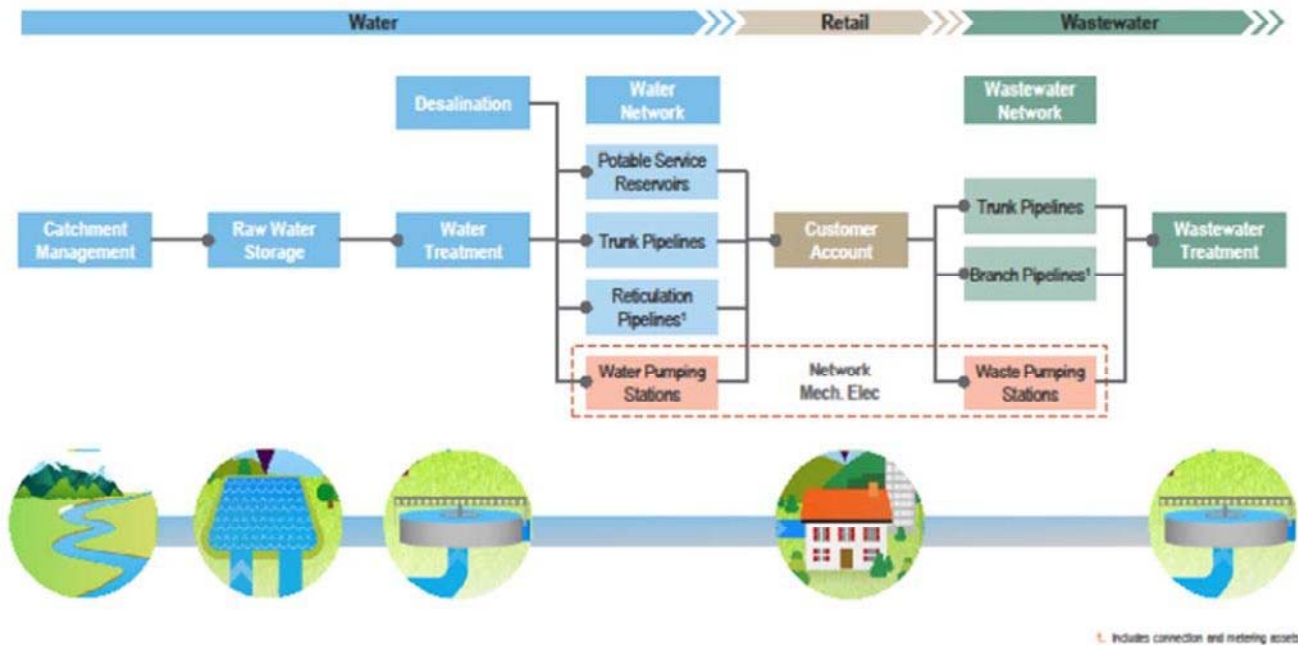 Water
Retail
Wastewater
Desalination
Water
Network
Wastewater
Network
Potable Service
Reservoirs
Catchment
Management
Raw Water
Storage
Water
Treatment
Trunk Pipelines
Customer
Account
Trunk Pipelines
Branch Pipelines¹
Wastewater
Treatment
Reticulation
Pipelines¹
Water Pumping
Stations
Network
Mech. Elec
Waste Pumping
Stations
1. Includes connection and metering assets